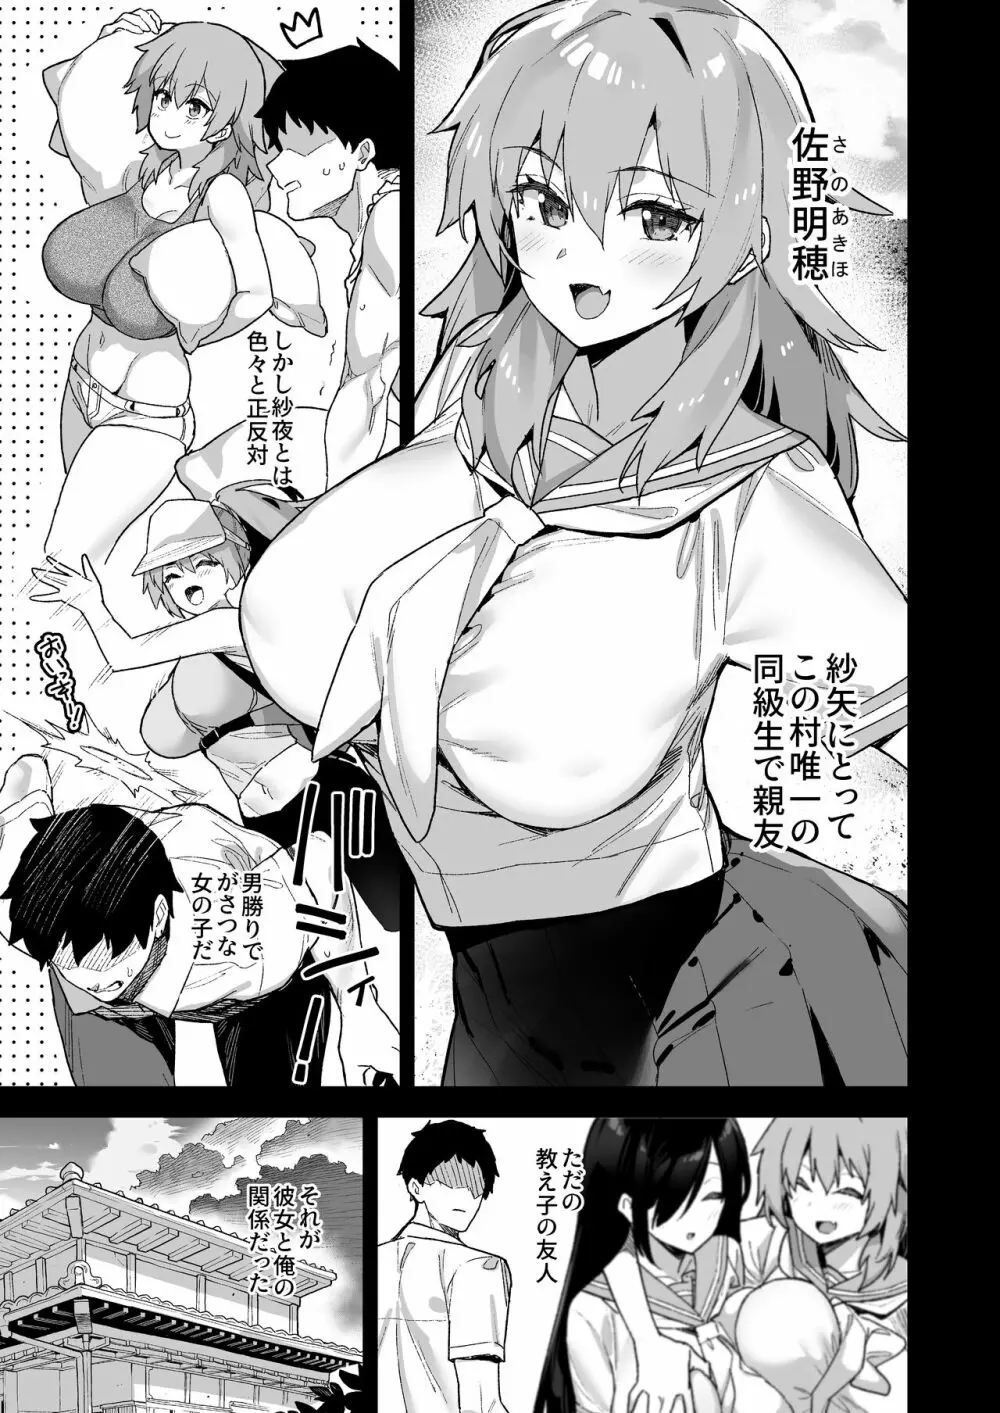 佐野明穂
さのあきほ
紗矢にとって
この村唯一の
同級生で親友
しかし紗夜とは
色々と正反対
おいっすー!!
男勝りで
がさつな
女の子だ
ただの
教え子の友人
それが
彼女と俺の
関係だった